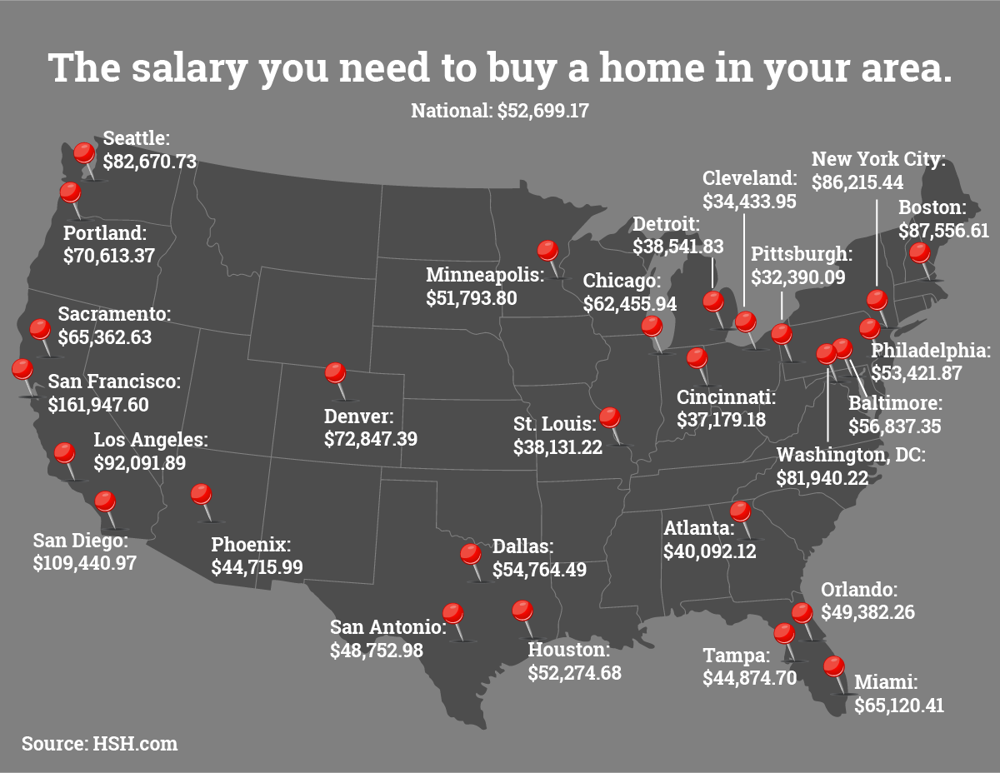 The salary you need to buy a home in your area.
National: $52,699.17
Seattle:
$82,670.73
Portland:
$70,613.37
Sacramento:
$65,362.63
San Francisco:
$161,947.60
Los Angeles:
$92,091.89
San Diego:
$109,440.97
Phoenix:
$44,715.99
Denver:
$72,847.39
Minneapolis:
$51,793.80
Chicago:
$62,455.94
Detroit:
$38,541.83
Cleveland:
$34,433.95
Pittsburgh:
$32,390.09
New York City:
$86,215.44
Boston:
$87,556.61
Philadelphia:
$53,421.87
Baltimore:
$56,837.35
Washington, DC:
$81,940.22
Cincinnati:
$37,179.18
St. Louis:
$38,131.22
Atlanta:
$40,092.12
Dallas:
$54,764.49
San Antonio:
$48,752.98
Houston:
$52,274.68
Orlando:
$49,382.26
Tampa:
$44,874.70
Miami:
$65,120.41
Source: HSH.com